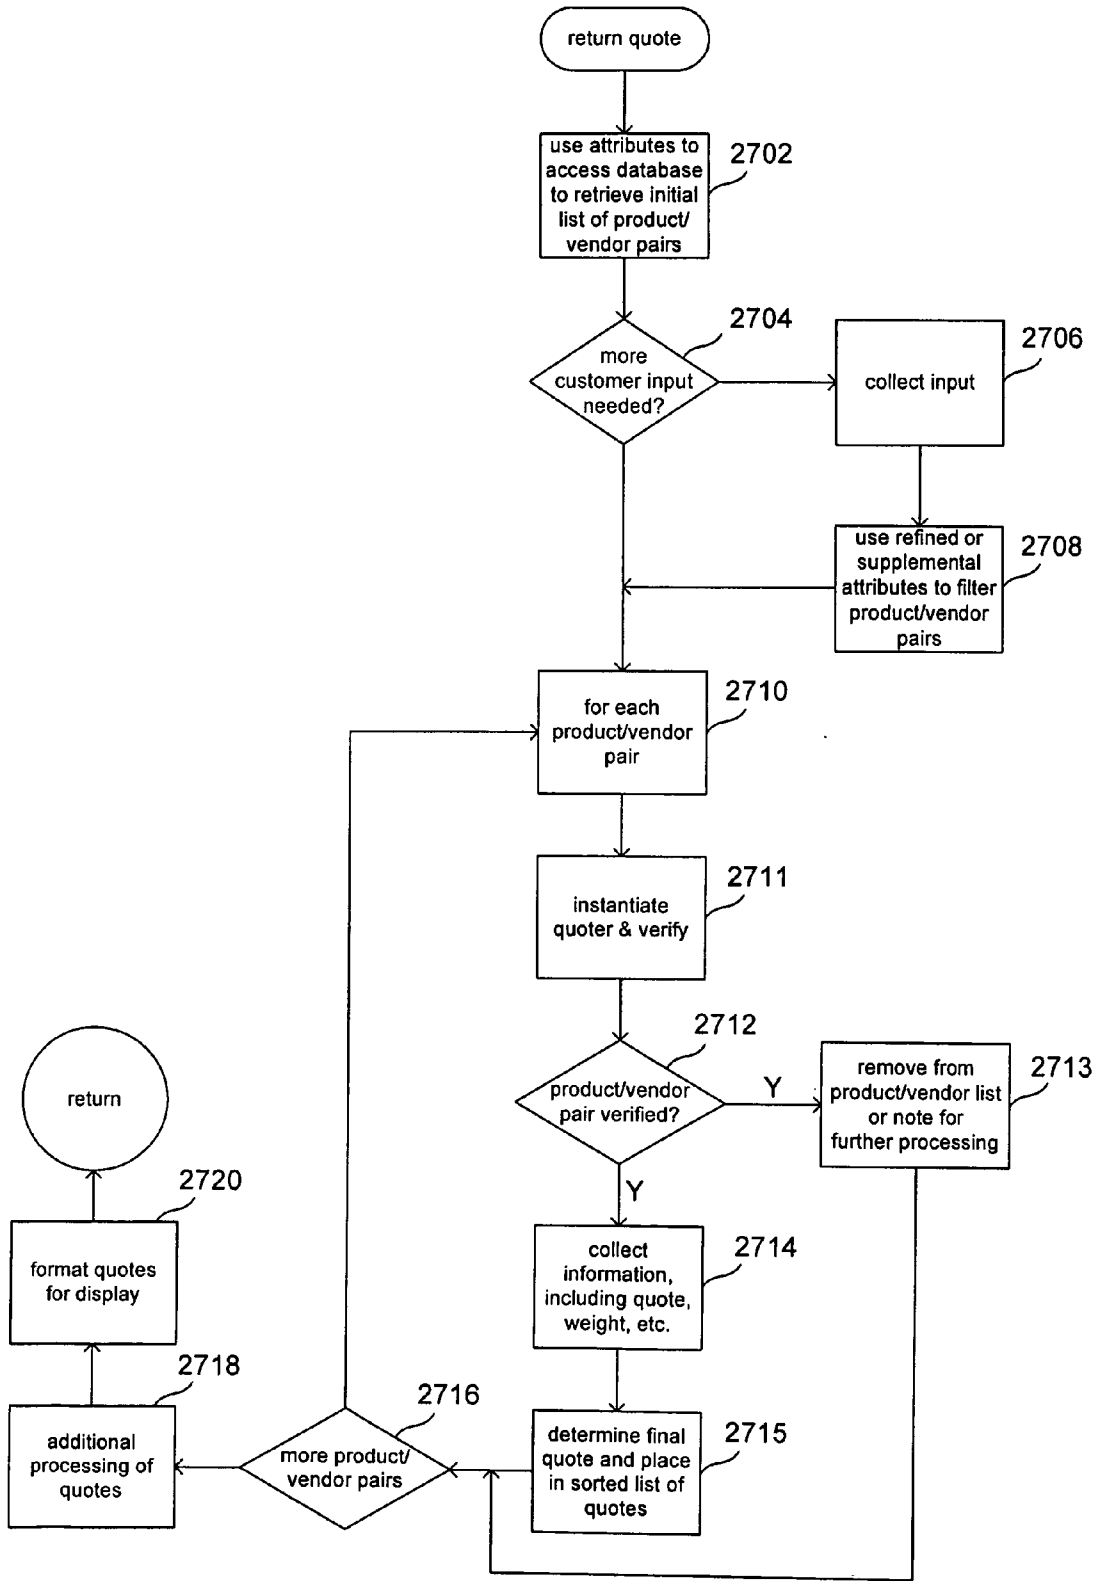 return quote
use attributes to
access database
to retrieve initial
list of product/
vendor pairs
2702
more
customer input
needed?
2704
collect input
2706
use refined or
supplemental
attributes to filter
product/vendor
pairs
2708
for each
product/vendor
pair
2710
instantiate
quoter & verify
2711
product/vendor
pair verified?
2712
Y
remove from
product/vendor list
or note for
further processing
2713
Y
collect
information,
including quote,
weight, etc.
2714
determine final
quote and place
in sorted list of
quotes
2715
more product/
vendor pairs
2716
additional
processing of
quotes
2718
format quotes
for display
2720
return